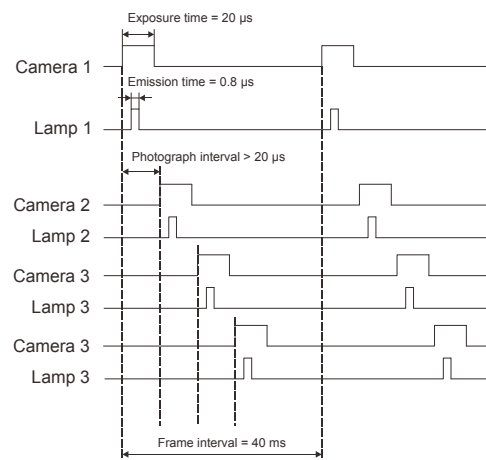 Exposure time = 20 μs
Camera 1
Emission time = 0.8 μs
Lamp 1
Photograph interval > 20 μs
Camera 2
Lamp 2
Camera 3
Lamp 3
Camera 3
Lamp 3
Frame interval = 40 ms